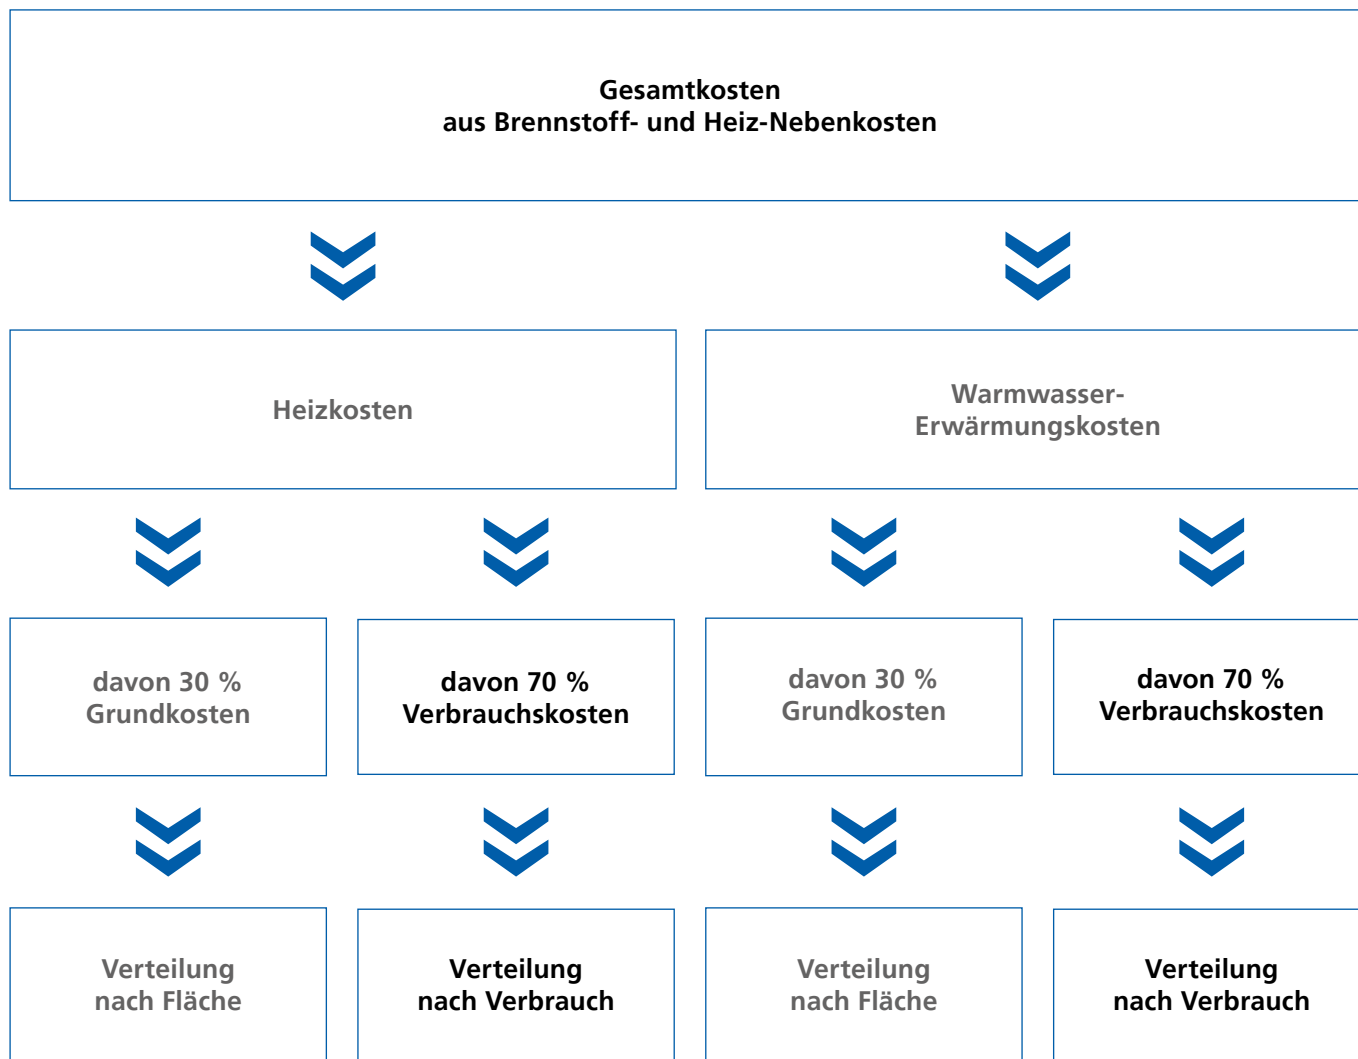 Gesamtkosten
aus Brennstoff- und Heiz-Nebenkosten
Heizkosten
Warmwasser-
Erwärmungskosten
davon 30 %
Grundkosten
davon 70 %
Verbrauchskosten
davon 30 %
Grundkosten
davon 70 %
Verbrauchskosten
Verteilung
nach Fläche
Verteilung
nach Verbrauch
Verteilung
nach Fläche
Verteilung
nach Verbrauch